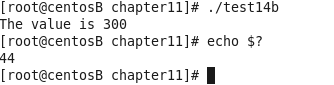 [root@centosB chapter11]# ./test14b
The value is 300
[root@centosB chapter11]# echo $?
44
[root@centosB chapter11]#